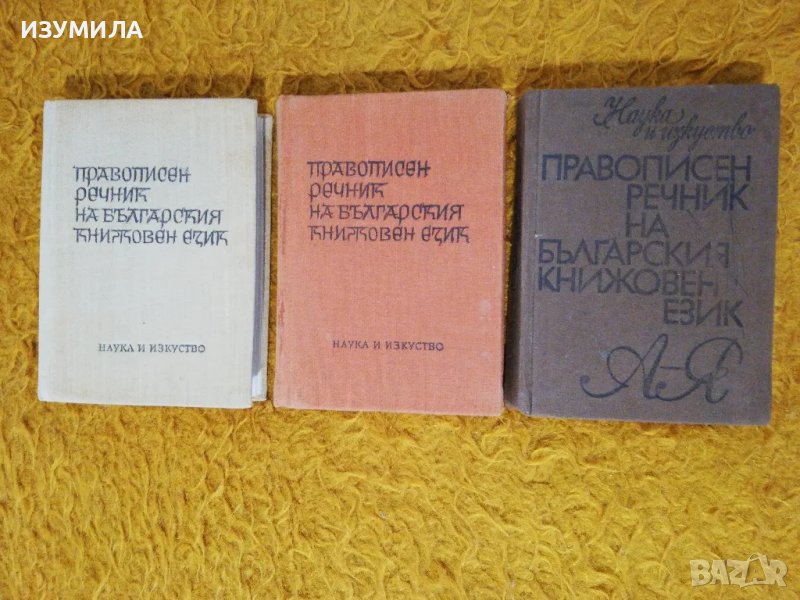 ИЗУМИЛА
ПРАВОПИСЕН
РЕЧНИК
НА БЪЛГАРСКИЯ
КНИЖОВЕН ЕЗИК
НАУКА И ИЗКУСТВО
ПРАВОПИСЕН
РЕЧНИК
НА БЪЛГАРСКИЯ
КНИЖОВЕН ЕЗИК
НАУКА И ИЗКУСТВО
Наука
и изкуство
ПРАВОПИСЕН
РЕЧНИК
НА
БЪЛГАРСКИЯ
КНИЖОВЕН
ЕЗИК
А-Я
BAZAR